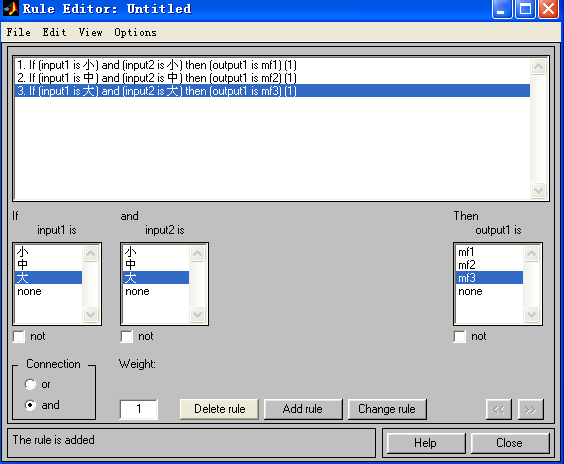 Rule Editor: Untitled
File Edit View Options
1. If (input1 is 小) and (input2 is 小) then (output1 is mf1) (1)
2. If (input1 is 中) and (input2 is 中) then (output1 is mf2) (1)
3. If (input1 is 大) and (input2 is 大) then (output1 is mf3) (1)
If and Then
input1 is input2 is output1 is
小 小 mf1
中 中 mf2
大 大 mf3
none none none
not not not
Connection Weight:
or
and 1 Delete rule Add rule Change rule << >>
The rule is added Help Close